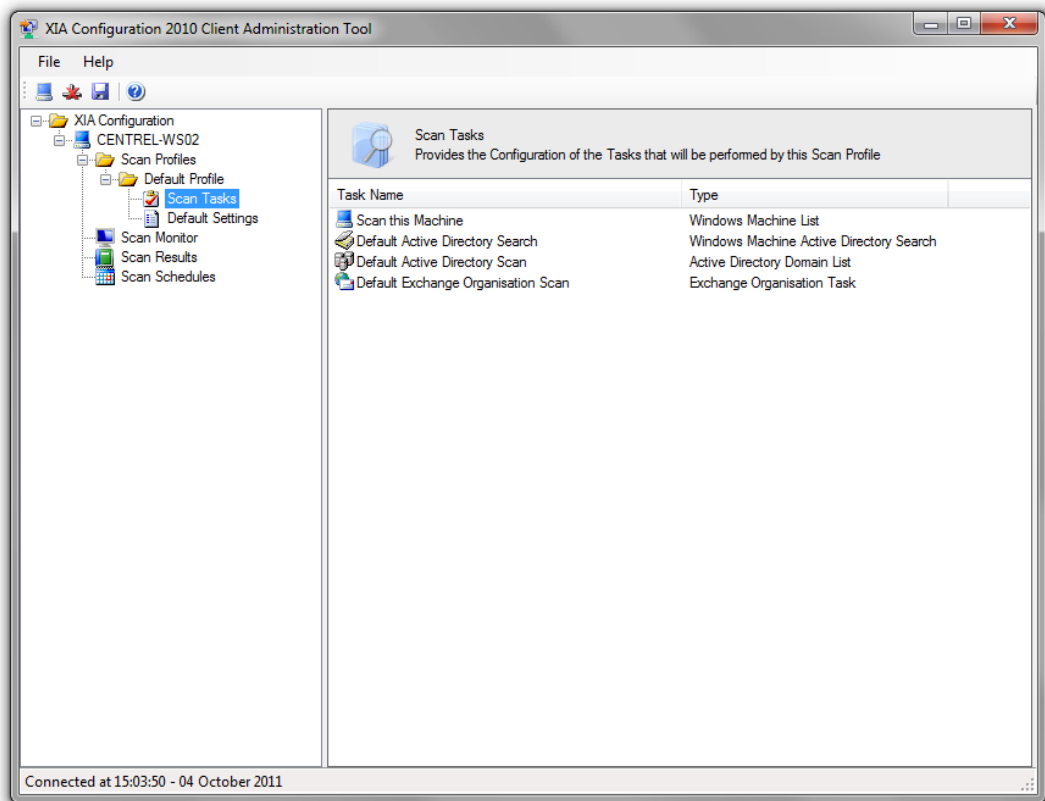 XIA Configuration 2010 Client Administration Tool
File Help
XIA Configuration
CENTREL-WS02
Scan Profiles
Default Profile
Scan Tasks
Default Settings
Scan Monitor
Scan Results
Scan Schedules
Scan Tasks
Provides the Configuration of the Tasks that will be performed by this Scan Profile
Task Name Type
Scan this Machine Windows Machine List
Default Active Directory Search Windows Machine Active Directory Search
Default Active Directory Scan Active Directory Domain List
Default Exchange Organisation Scan Exchange Organisation Task
Connected at 15:03:50 - 04 October 2011